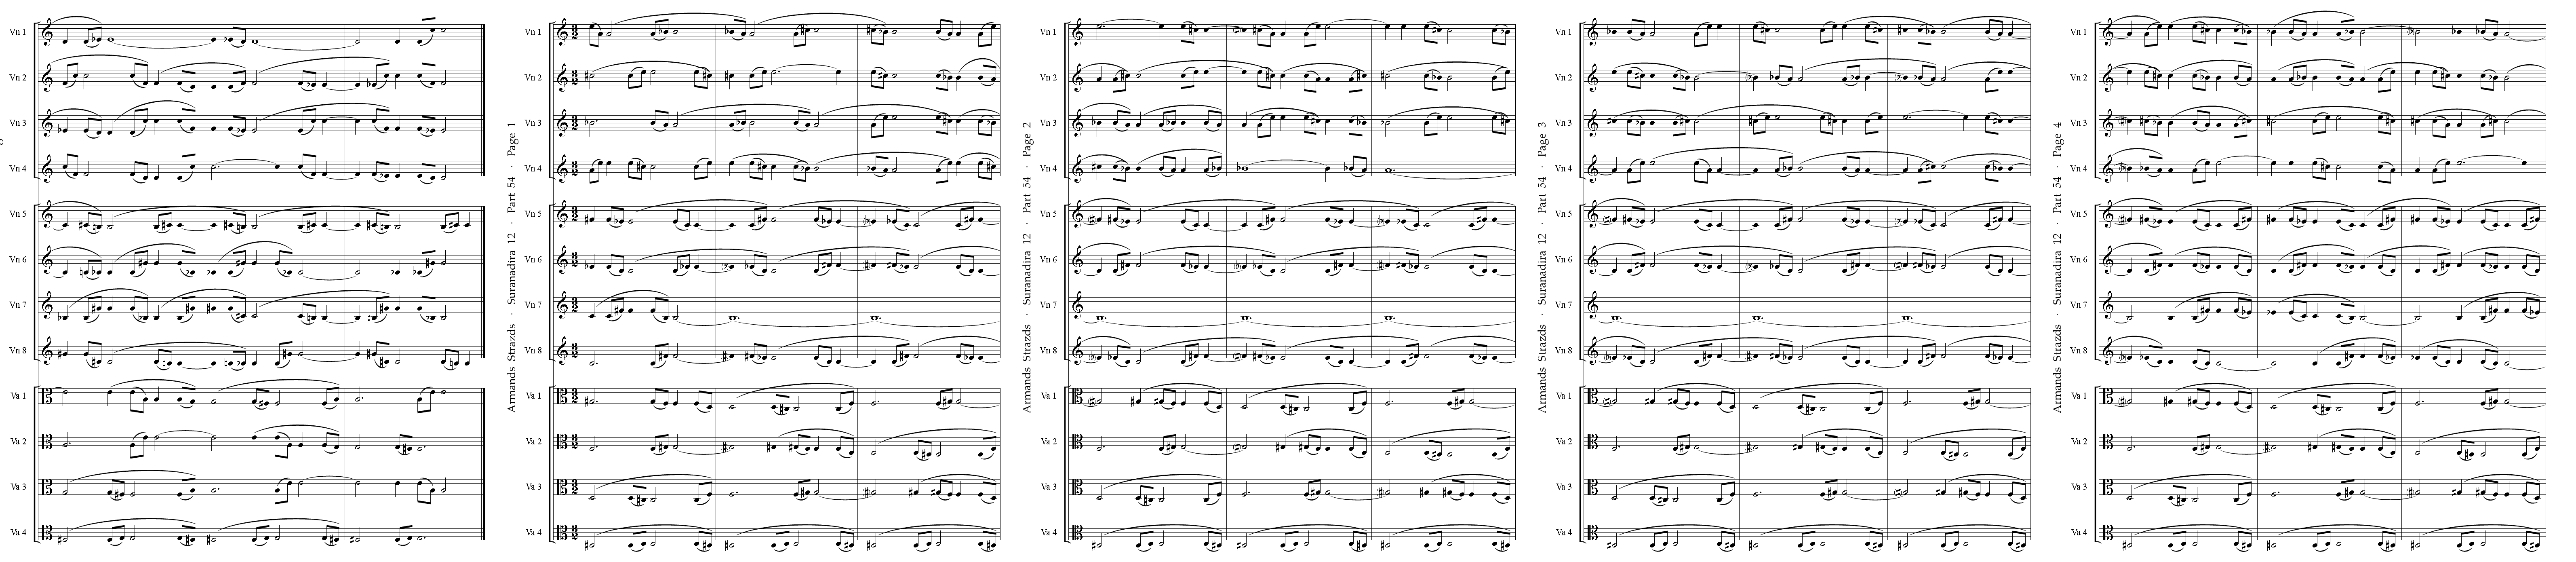 Vn 1
Vn 2
Vn 3
Vn 4
Vn 5
Vn 6
Vn 7
Vn 8
Va 1
Va 2
Va 3
Va 4
Armands Strazds · Suranadira 12 · Part 54 · Page 1
Vn 1
Vn 2
Vn 3
Vn 4
Vn 5
Vn 6
Vn 7
Vn 8
Va 1
Va 2
Va 3
Va 4
Armands Strazds · Suranadira 12 · Part 54 · Page 2
Vn 1
Vn 2
Vn 3
Vn 4
Vn 5
Vn 6
Vn 7
Vn 8
Va 1
Va 2
Va 3
Va 4
Armands Strazds · Suranadira 12 · Part 54 · Page 3
Vn 1
Vn 2
Vn 3
Vn 4
Vn 5
Vn 6
Vn 7
Vn 8
Va 1
Va 2
Va 3
Va 4
Armands Strazds · Suranadira 12 · Part 54 · Page 4
Vn 1
Vn 2
Vn 3
Vn 4
Vn 5
Vn 6
Vn 7
Vn 8
Va 1
Va 2
Va 3
Va 4